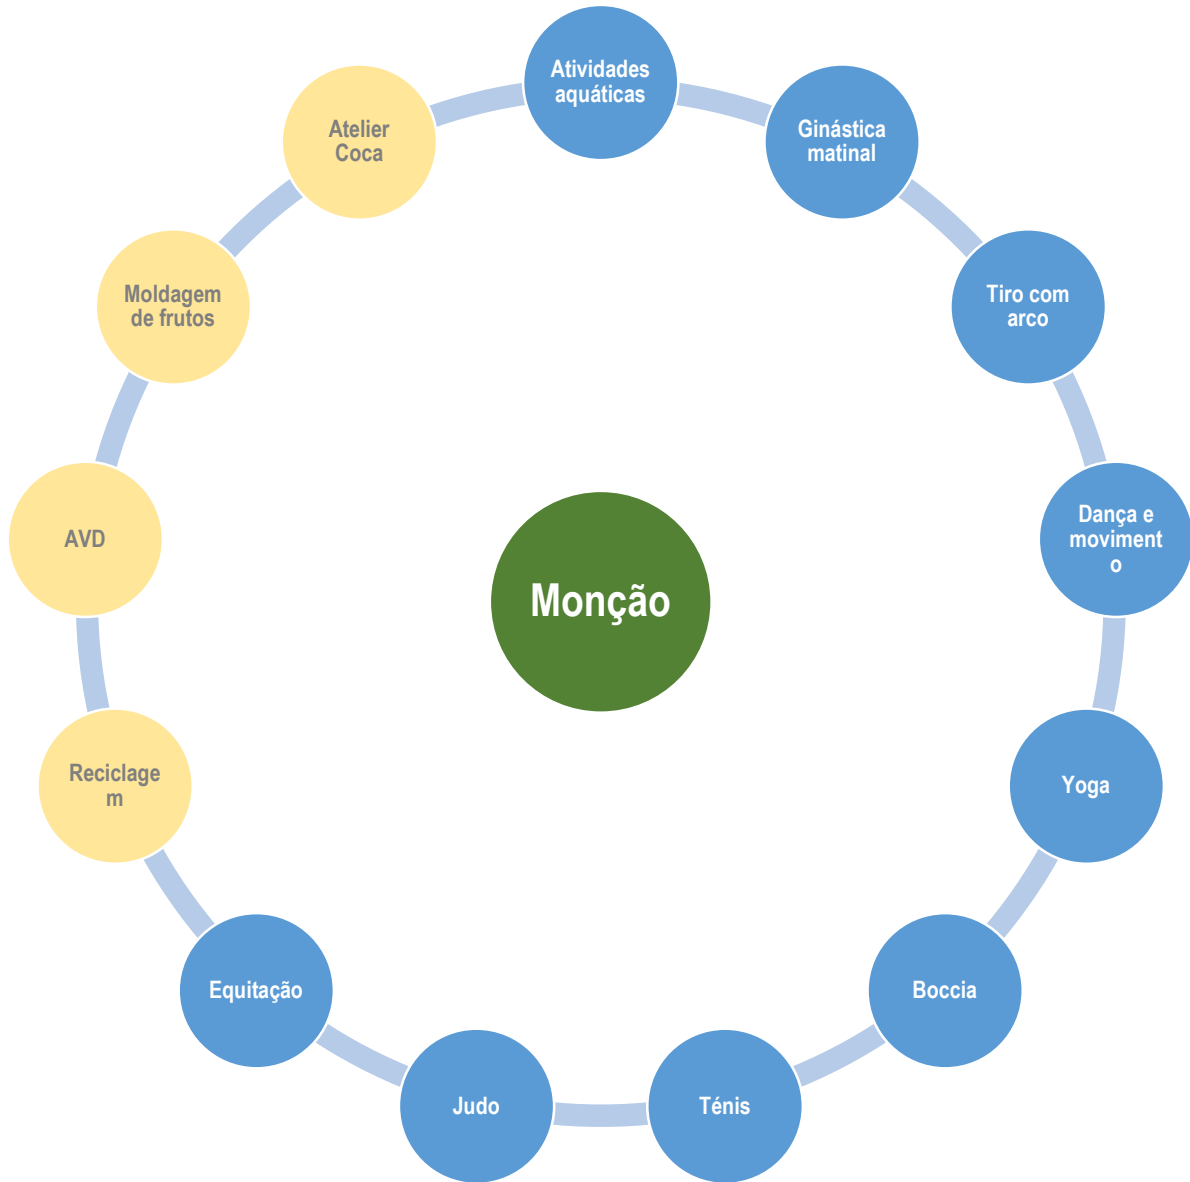 Atividades
aquáticas
Ginástica
matinal
Tiro com
arco
Dança e
moviment
o
Yoga
Boccia
Ténis
Judo
Equitação
Reciclage
m
AVD
Moldagem
de frutos
Atelier
Coca
Monção